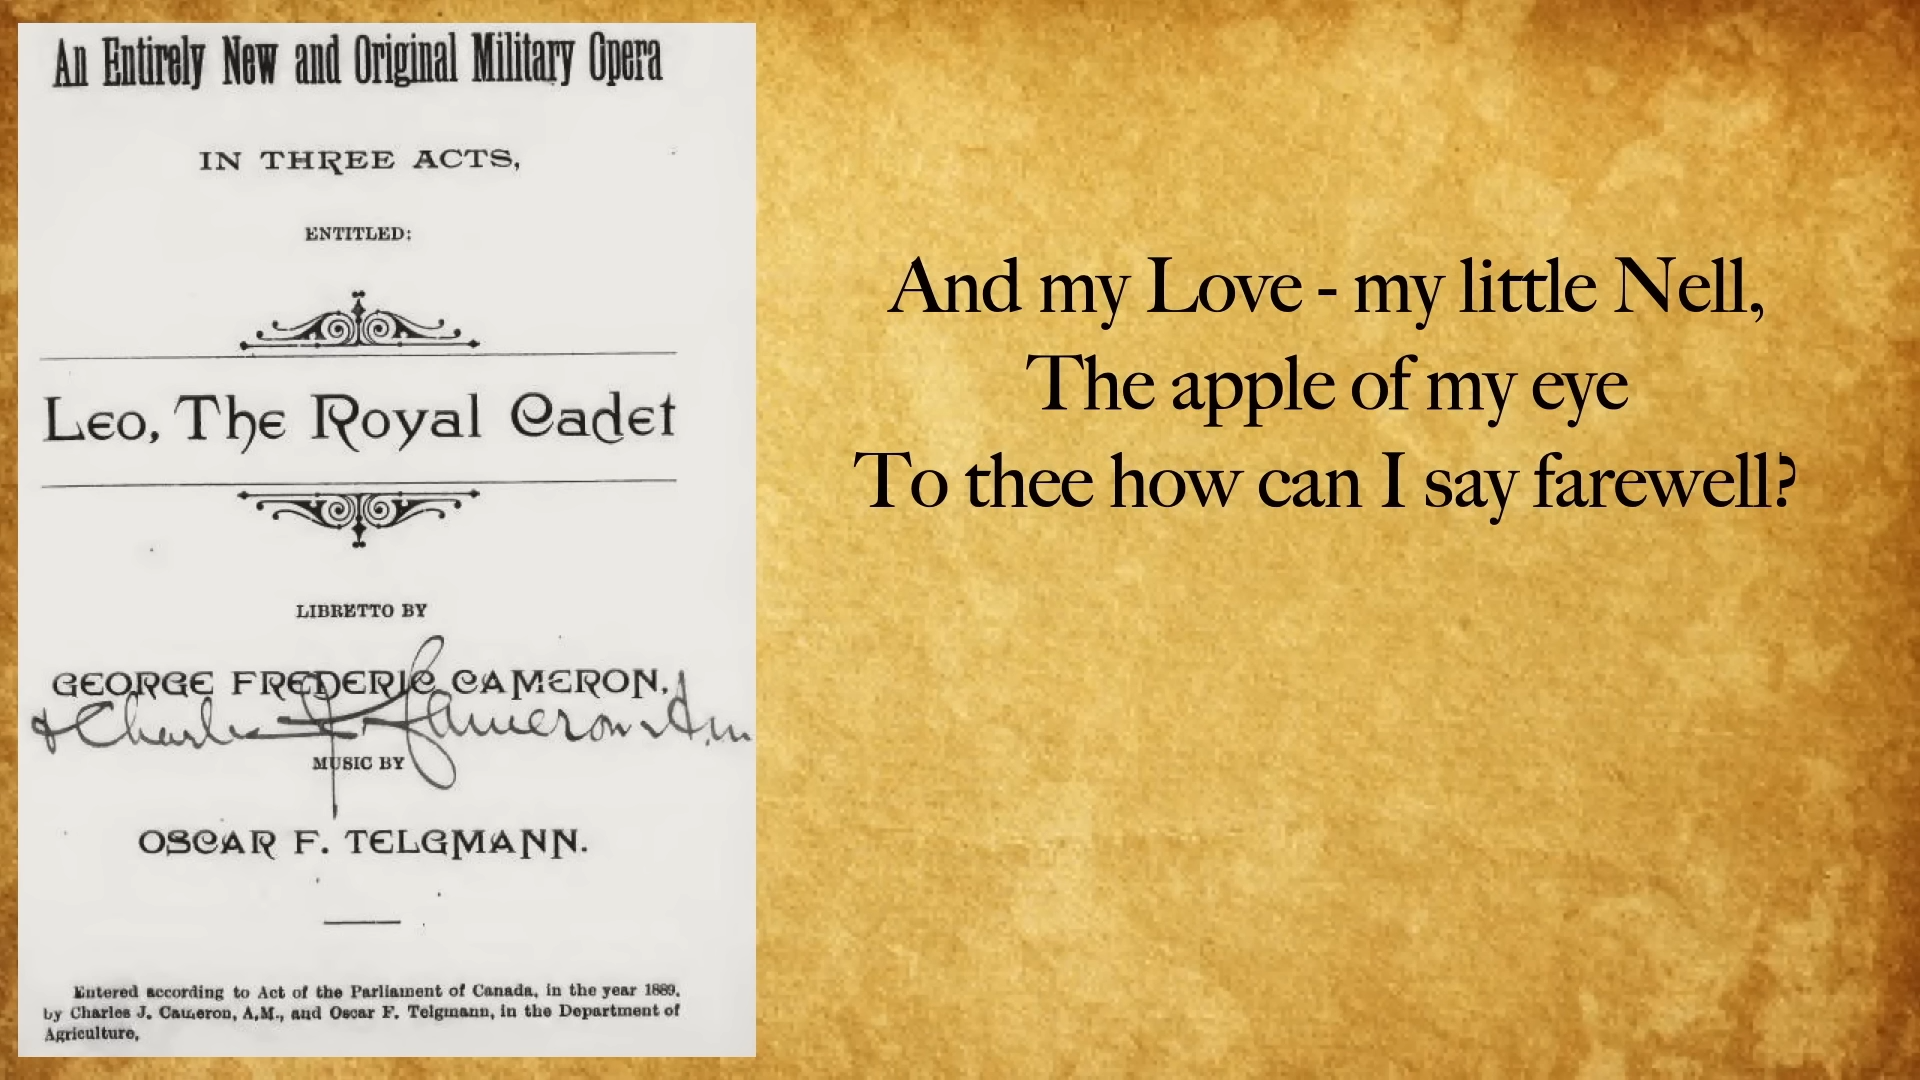 An Entirely New and Original Military Opera
IN THREE ACTS,
ENTITLED:
Leo, The Royal Cadet
LIBRETTO BY
GEORGE FREDERIC CAMERON.
& Charles J. Cameron A.M.
MUSIC BY
OSCAR F. TELGMANN.
Entered according to Act of the Parliament of Canada, in the year 1889,
by Charles J. Cameron, A.M., and Oscar F. Telgmann, in the Department of
Agriculture,
And my Love - my little Nell,
The apple of my eye
To thee how can I say farewell?